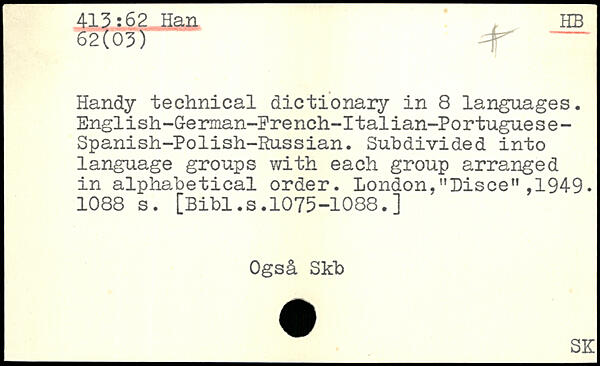 413:62 Han HB
62(03)
Handy technical dictionary in 8 languages.
English-German-French-Italian-Portuguese-
Spanish-Polish-Russian. Subdivided into
language groups with each group arranged
in alphabetical order. London,"Disce",1949.
1088 s. [Bibl.s.1075-1088.]
Også Skb
SK